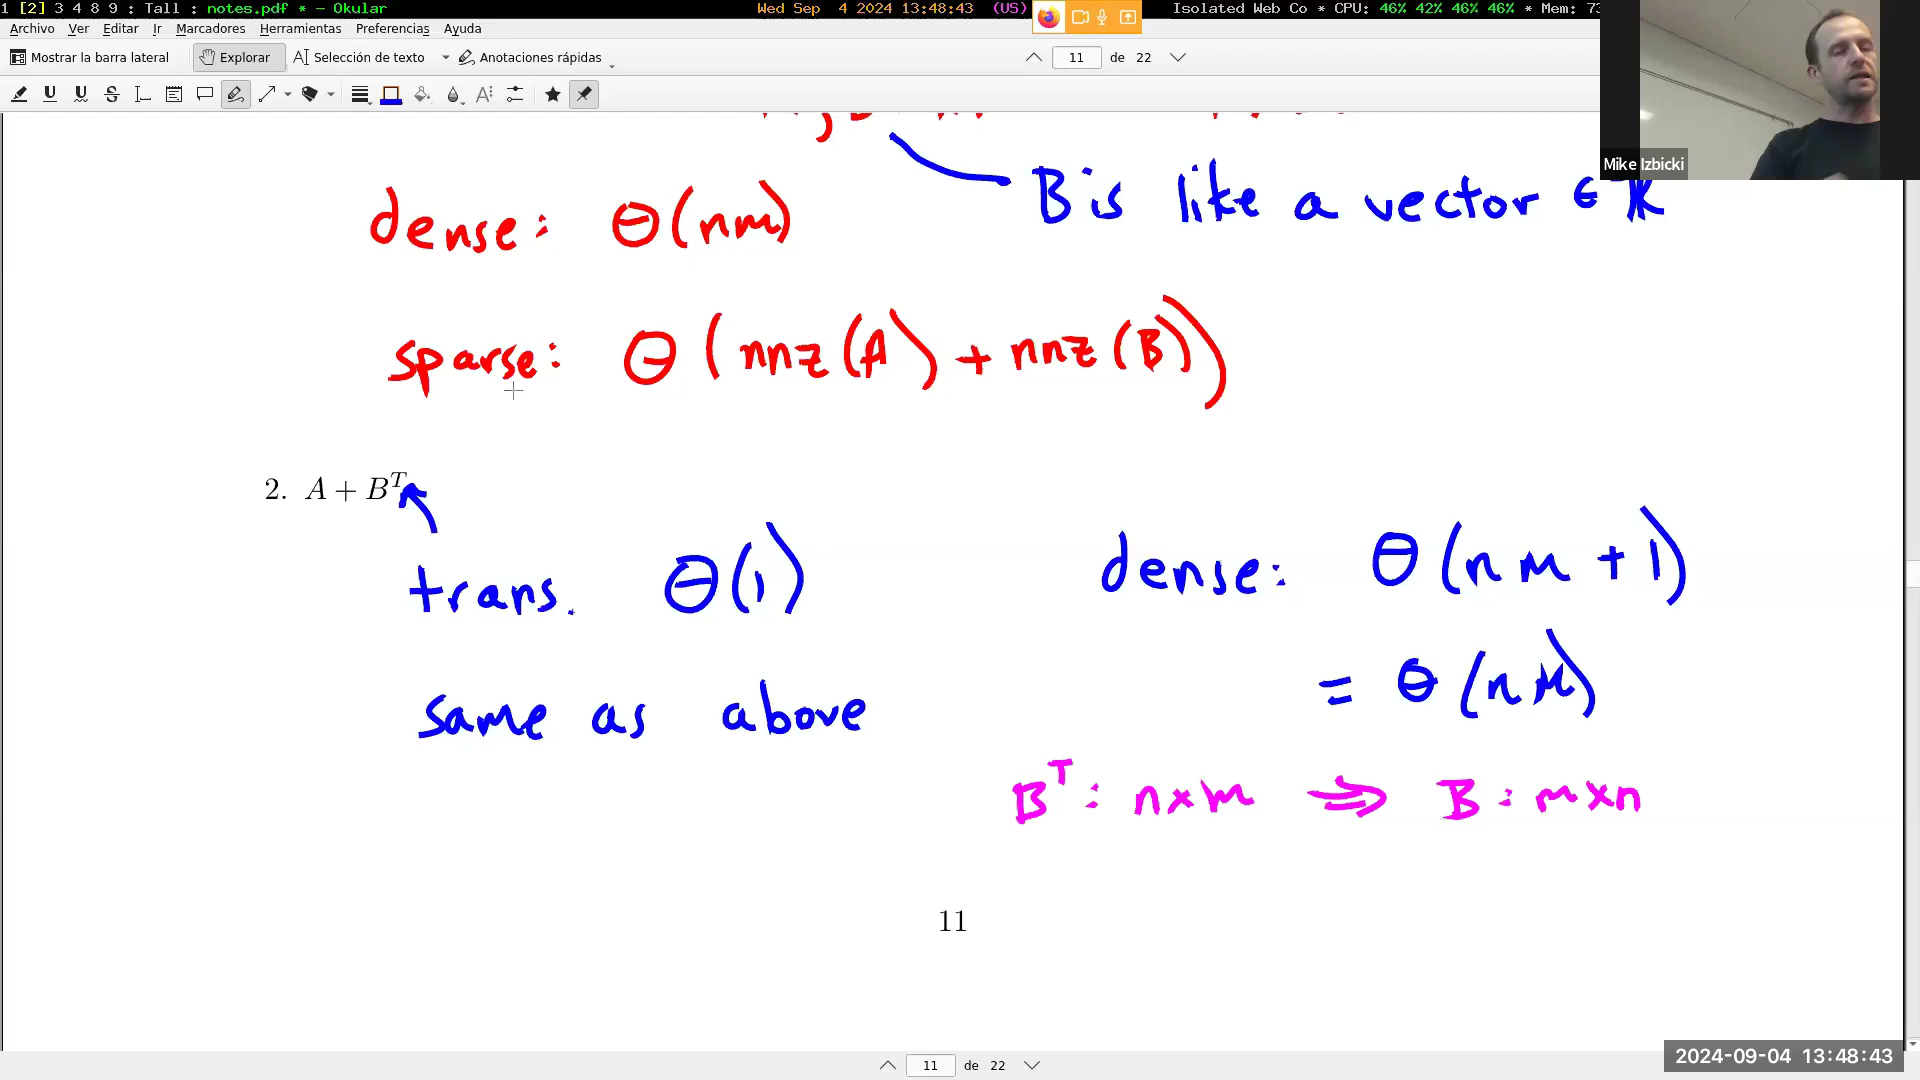 1 [2] 3 4 8 9 : Tall : notes.pdf * – Okular
Wed Sep 4 2024 13:48:43 (US)
Isolated Web Co * CPU: 46% 42% 46% 46% * Mem: 73
Archivo Ver Editar Ir Marcadores Herramientas Preferencias Ayuda
Mostrar la barra lateral Explorar Selección de texto Anotaciones rápidas 11 de 22
Mike Izbicki
B is like a vector ∈
dense: Θ(nm)
sparse: Θ(nnz(A) + nnz(B))
2. A + B^T
trans. Θ(1)
dense: Θ(nm + 1)
= Θ(nm)
same as above
B^T : n×m ⇒ B : m×n
11
11 de 22
2024-09-04 13:48:43